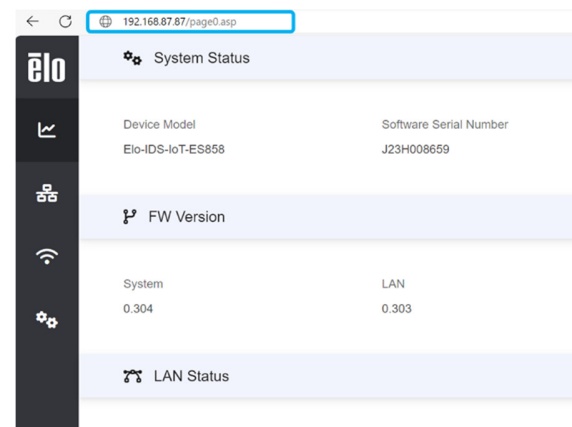 192.168.87.87/page0.asp
ēlo
System Status
Device Model
Software Serial Number
Elo-IDS-IoT-ES858
J23H008659
FW Version
System
LAN
0.304
0.303
LAN Status